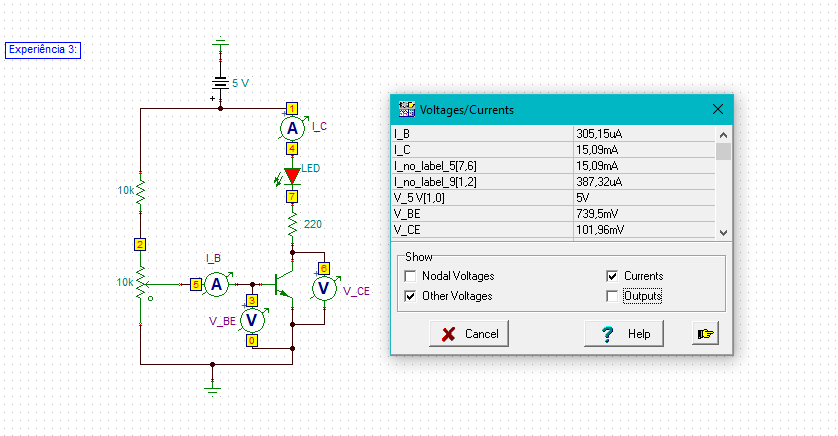 Experiência 3:
5 V
1
A
I_C
4
LED
7
10k
220
2
I_B
10k
5
A
6
V
V_CE
3
V_BE
V
0
Voltages/Currents
I_B 305,15uA
I_C 15,09mA
I_no_label_5[7,6] 15,09mA
I_no_label_9[1,2] 387,32uA
V_5 V[1,0] 5V
V_BE 739,5mV
V_CE 101,96mV
Show
Nodal Voltages Currents
Other Voltages Outputs
Cancel ? Help